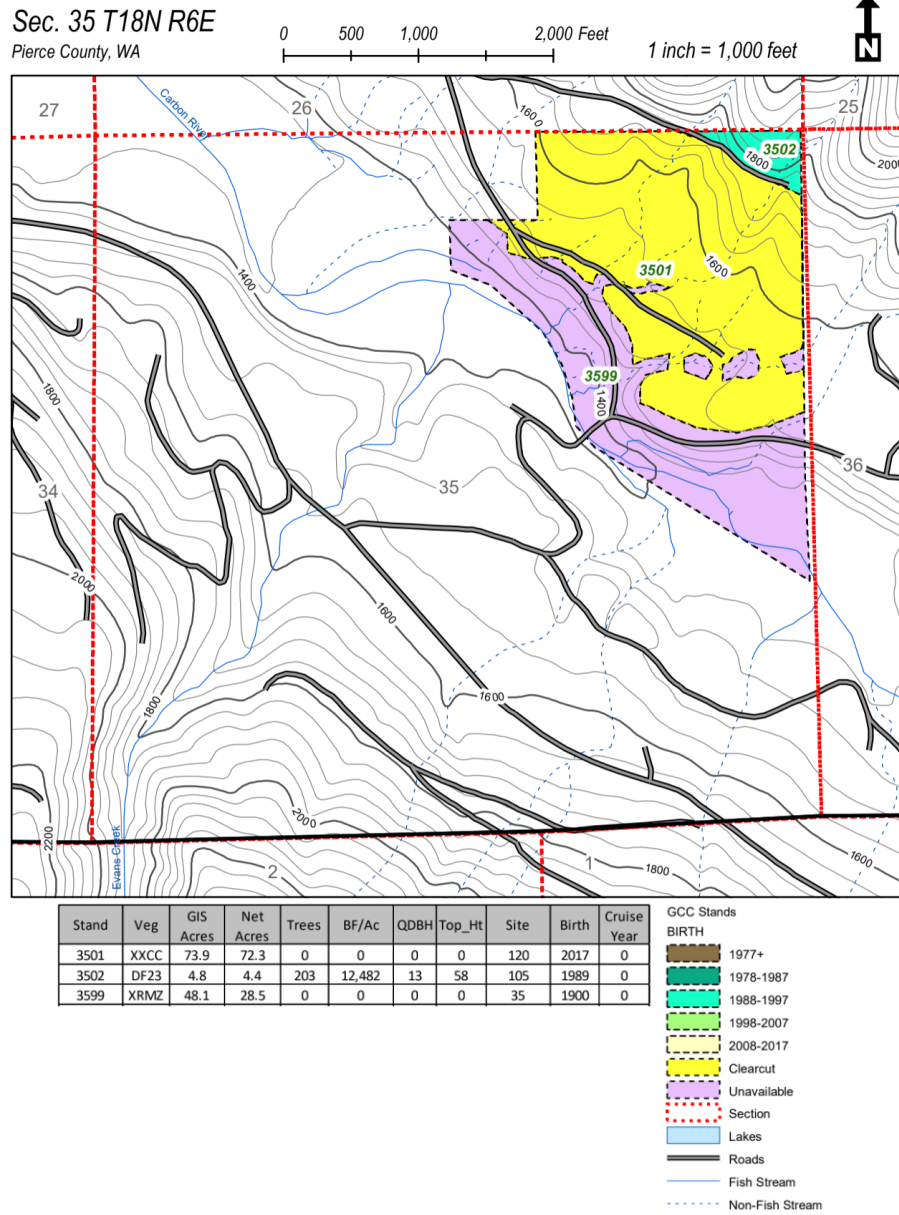 Sec. 35 T18N R6E
Pierce County, WA
0 500 1,000 2,000 Feet
1 inch = 1,000 feet
N
27
26
25
Carbon River
1600
3502
1800
2000
3501
1600
1400
3599
1400
1800
34
35
36
2000
1600
1800
1600
2000
2200
Evans Creek
2
1
1800
1600
Stand Veg GIS Acres Net Acres Trees BF/Ac QDBH Top_Ht Site Birth Cruise Year
3501 XXCC 73.9 72.3 0 0 0 0 120 2017 0
3502 DF23 4.8 4.4 203 12,482 13 58 105 1989 0
3599 XRMZ 48.1 28.5 0 0 0 0 35 1900 0
GCC Stands
BIRTH
1977+
1978-1987
1988-1997
1998-2007
2008-2017
Clearcut
Unavailable
Section
Lakes
Roads
Fish Stream
Non-Fish Stream